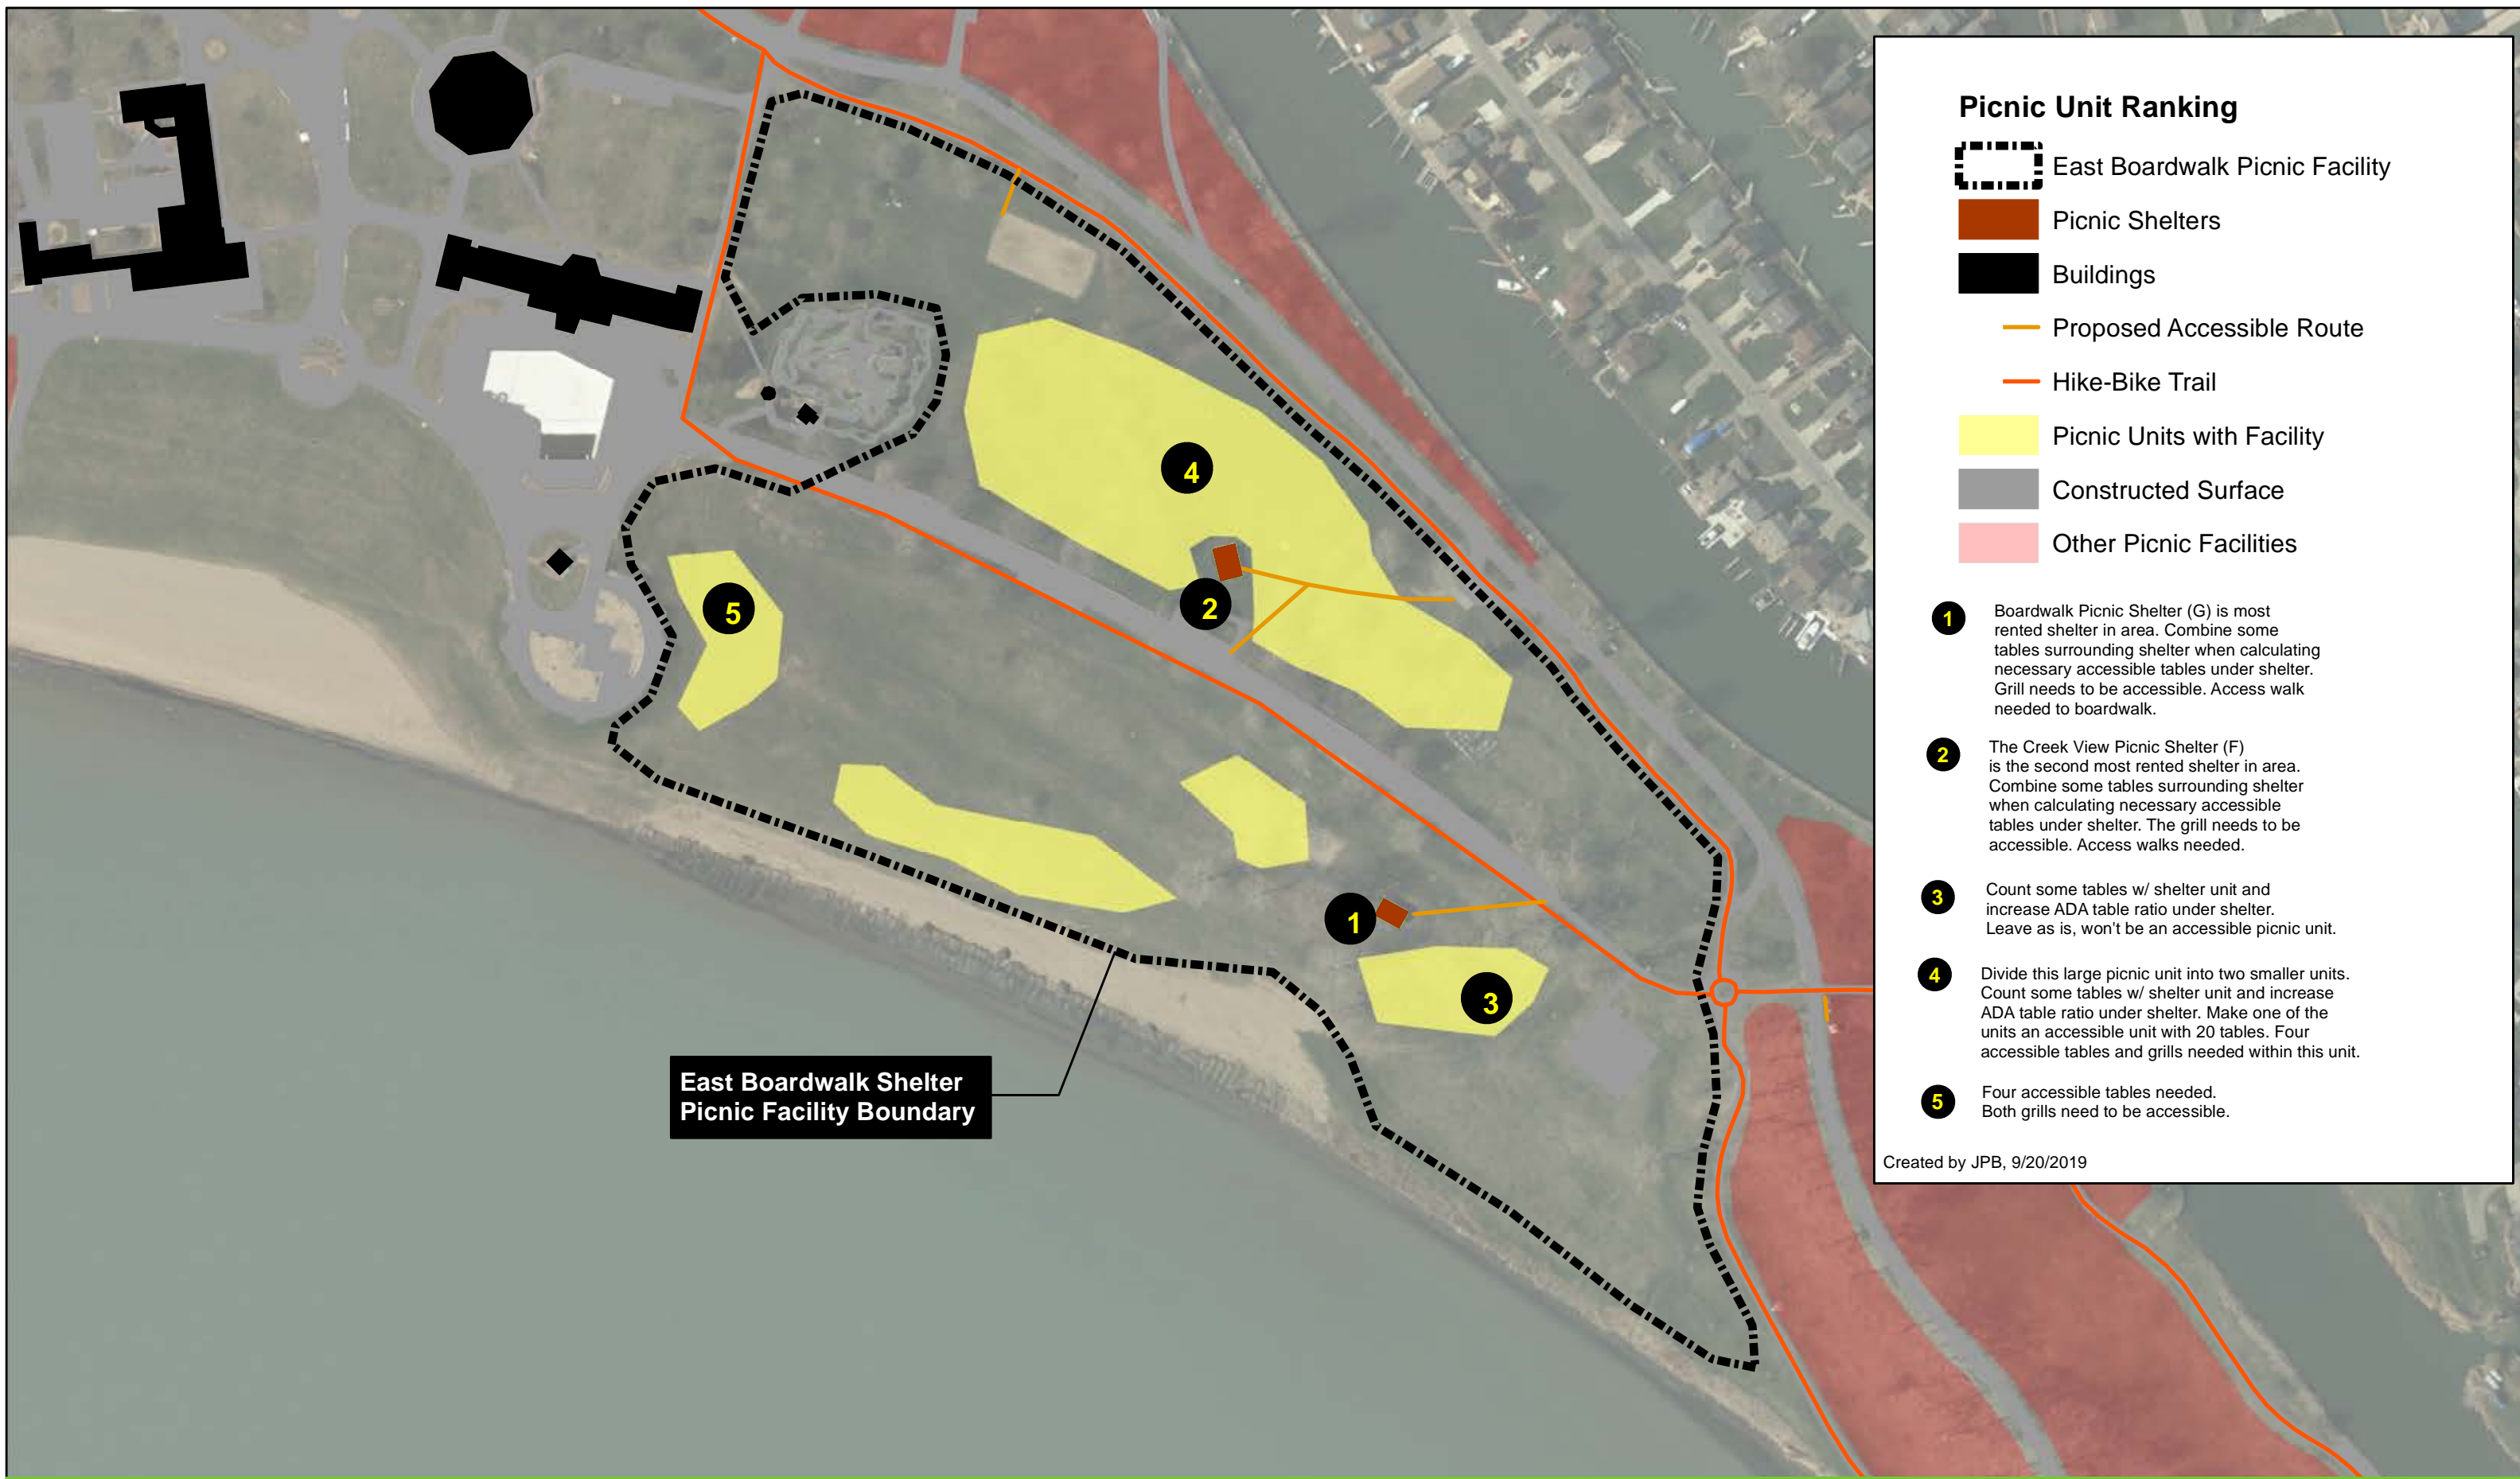 Picnic Unit Ranking
East Boardwalk Picnic Facility
Picnic Shelters
Buildings
Proposed Accessible Route
Hike-Bike Trail
Picnic Units with Facility
Constructed Surface
Other Picnic Facilities
1
Boardwalk Picnic Shelter (G) is most
rented shelter in area. Combine some
tables surrounding shelter when calculating
necessary accessible tables under shelter.
Grill needs to be accessible. Access walk
needed to boardwalk.
2
The Creek View Picnic Shelter (F)
is the second most rented shelter in area.
Combine some tables surrounding shelter
when calculating necessary accessible
tables under shelter. The grill needs to be
accessible. Access walks needed.
3
Count some tables w/ shelter unit and
increase ADA table ratio under shelter.
Leave as is, won't be an accessible picnic unit.
4
Divide this large picnic unit into two smaller units.
Count some tables w/ shelter unit and increase
ADA table ratio under shelter. Make one of the
units an accessible unit with 20 tables. Four
accessible tables and grills needed within this unit.
5
Four accessible tables needed.
Both grills need to be accessible.
Created by JPB, 9/20/2019
4
2
5
1
3
East Boardwalk Shelter
Picnic Facility Boundary